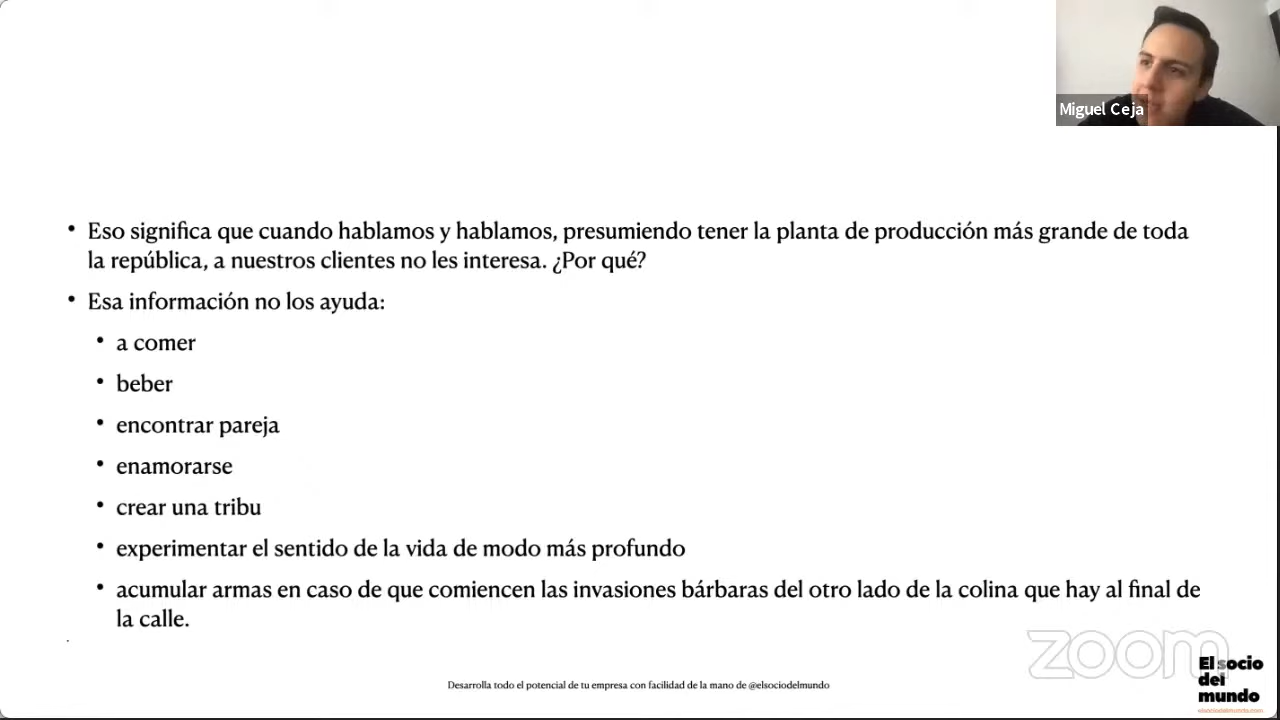 Miguel Ceja
• Eso significa que cuando hablamos y hablamos, presumiendo tener la planta de producción más grande de toda
la república, a nuestros clientes no les interesa. ¿Por qué?
• Esa información no los ayuda:
• a comer
• beber
• encontrar pareja
• enamorarse
• crear una tribu
• experimentar el sentido de la vida de modo más profundo
• acumular armas en caso de que comiencen las invasiones bárbaras del otro lado de la colina que hay al final de
la calle.
zoom
El socio
del
mundo
elsociodelmundo.com
Desarrolla todo el potencial de tu empresa con facilidad de la mano de @elsociodelmundo